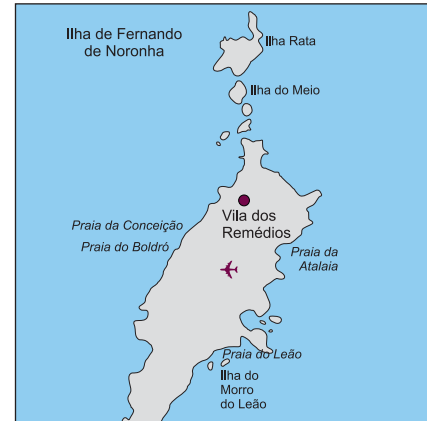 Ilha de Fernando
de Noronha
Ilha Rata
Ilha do Meio
Vila dos
Remédios
Praia da Conceição
Praia do Boldró
Praia da
Atalaia
Praia do Leão
Ilha do
Morro
do Leão